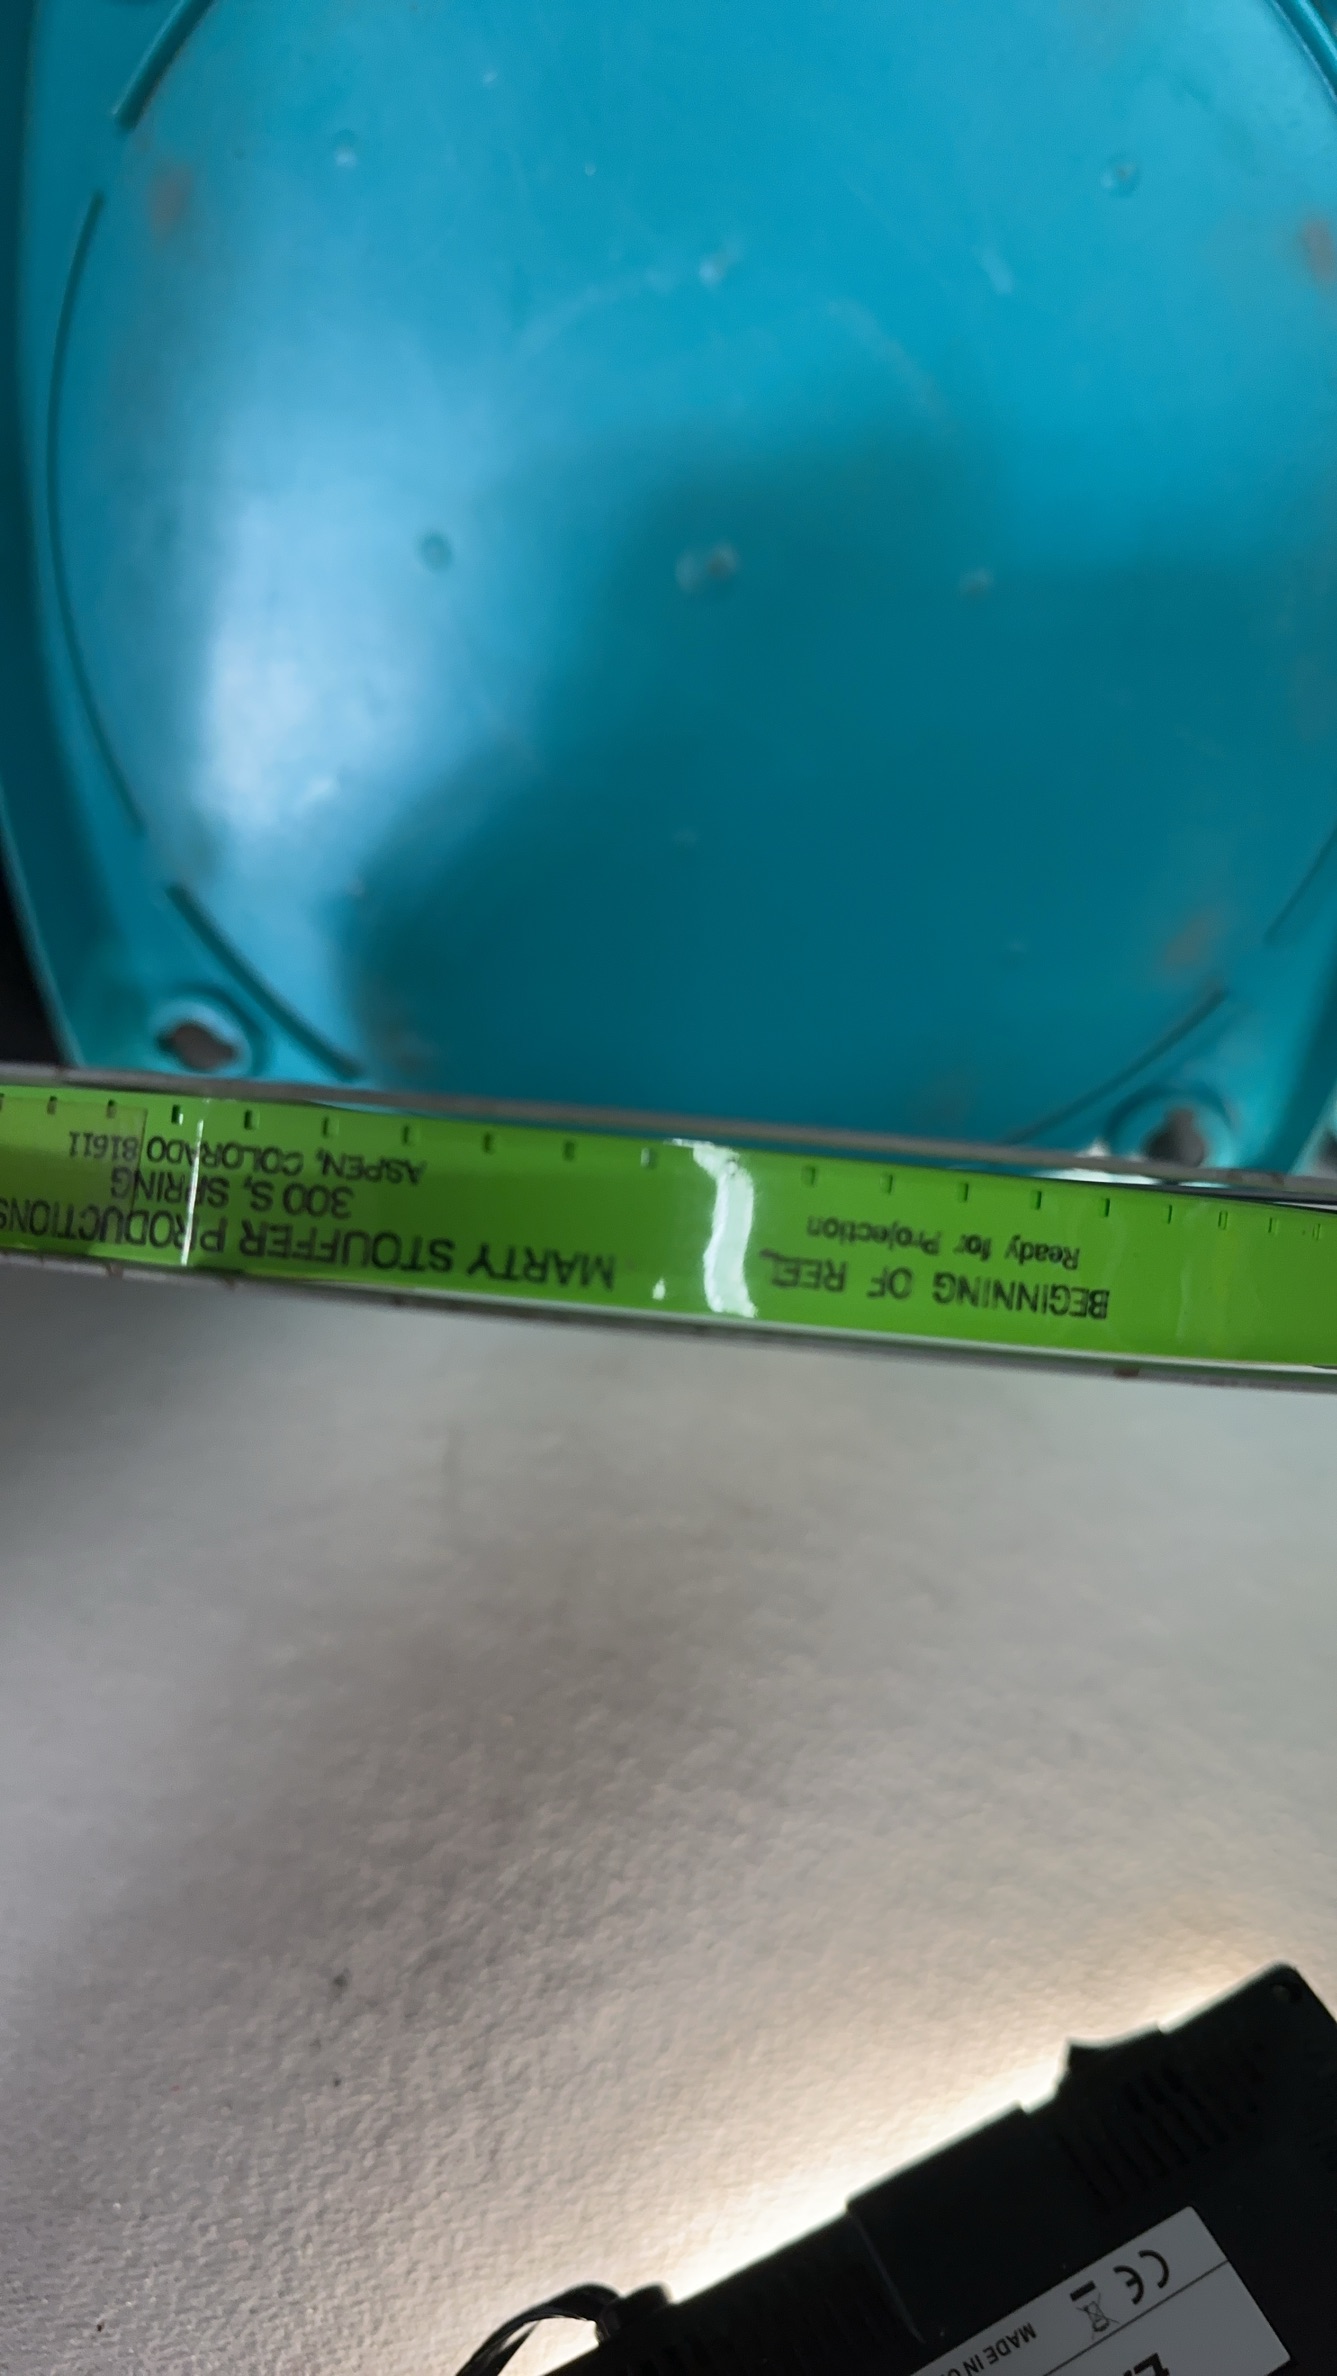 BEGINNING OF REEL
Ready for Projection
MARTY STOUFFER PRODUCTIONS
300 S, SPRING
ASPEN, COLORADO 81611
CE
MADE IN